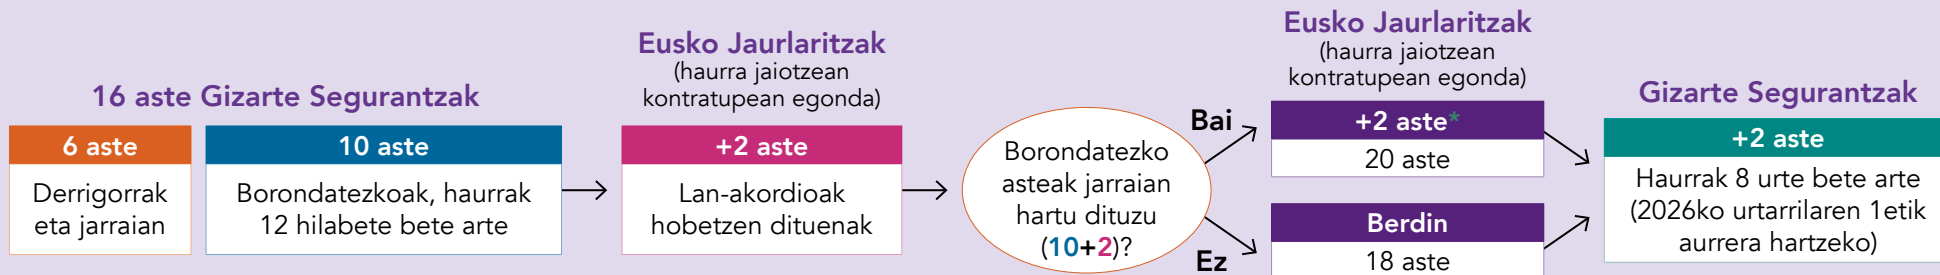 16 aste Gizarte Segurantzak
6 aste
Derrigorrak
eta jarraian
10 aste
Borondatezkoak, haurrak
12 hilabete bete arte
Eusko Jaurlaritzak
(haurra jaiotzean
kontratupean egonda)
+2 aste
Lan-akordioak
hobetzen dituenak
Borondatezko
asteak jarraian
hartu dituzu
(10+2)?
Bai
Ez
Eusko Jaurlaritzak
(haurra jaiotzean
kontratupean egonda)
+2 aste*
20 aste
Berdin
18 aste
Gizarte Segurantzak
+2 aste
Haurrak 8 urte bete arte
(2026ko urtarrilaren 1etik
aurrera hartzeko)